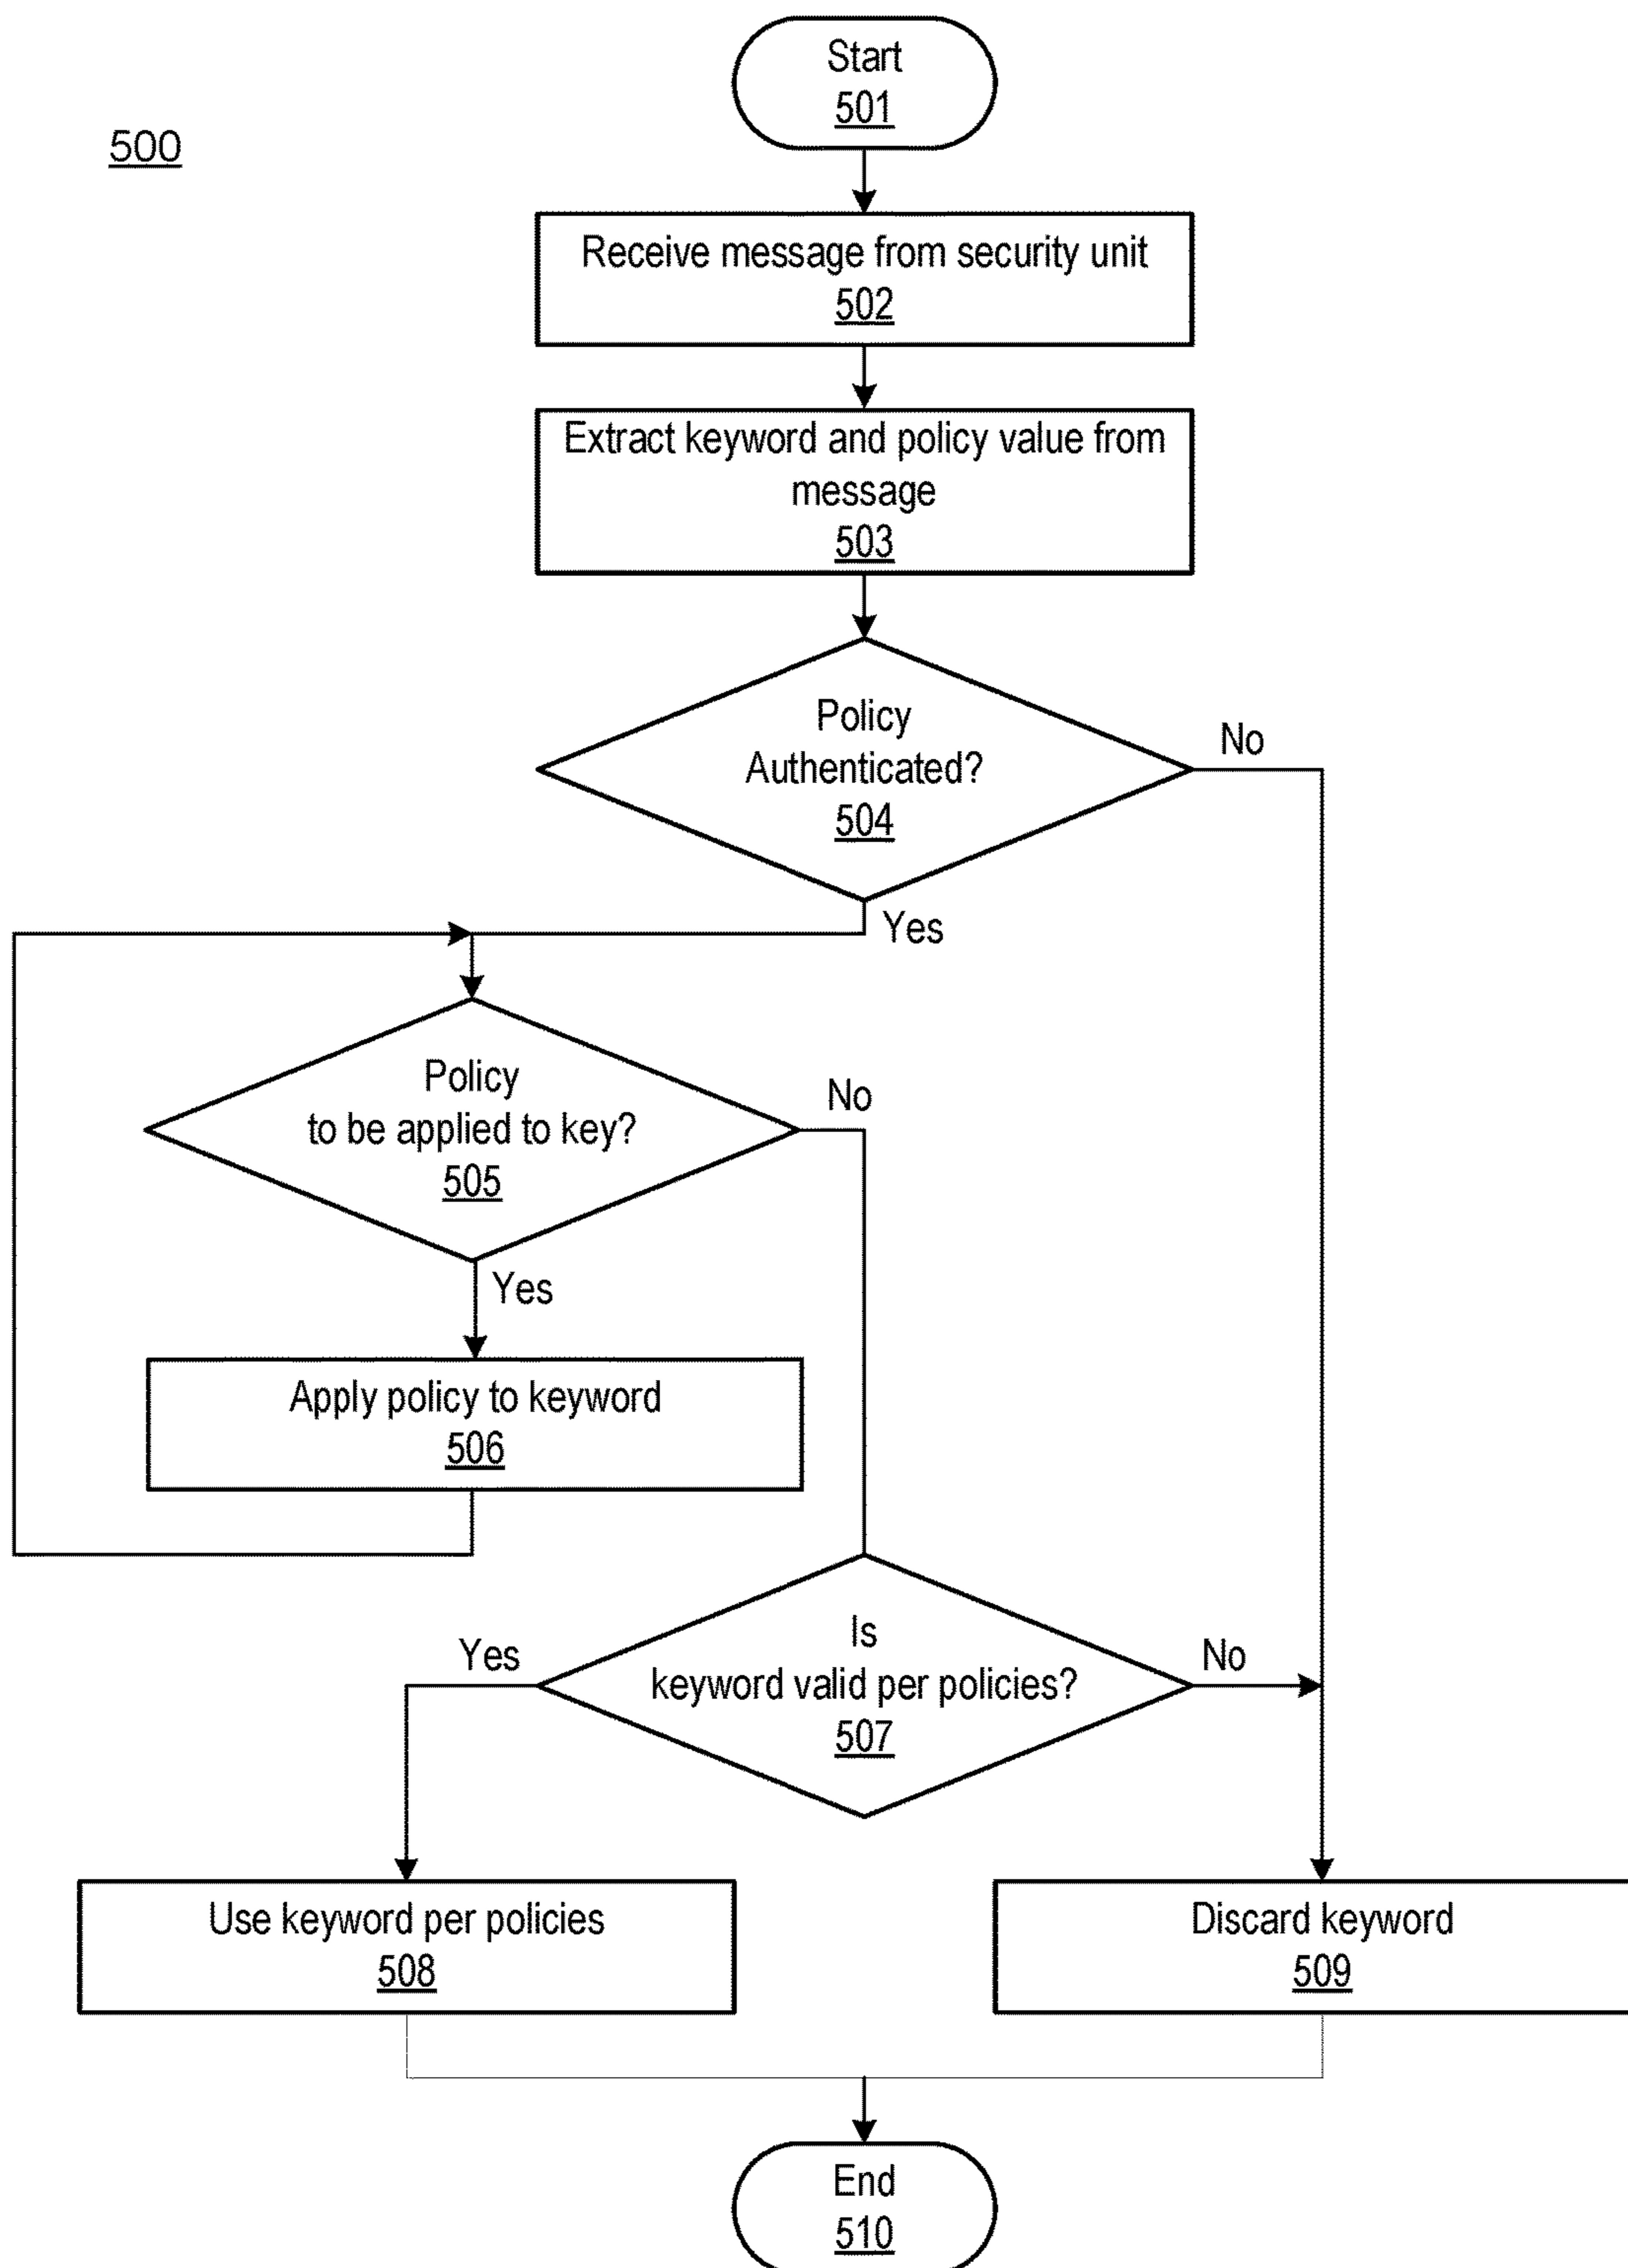 Start
501
500
Receive message from security unit
502
Extract keyword and policy value from
message
503
Policy
Authenticated?
504
No
Yes
Policy
to be applied to key?
505
No
Yes
Apply policy to keyword
506
Is
keyword valid per policies?
507
Yes
No
Use keyword per policies
508
Discard keyword
509
End
510